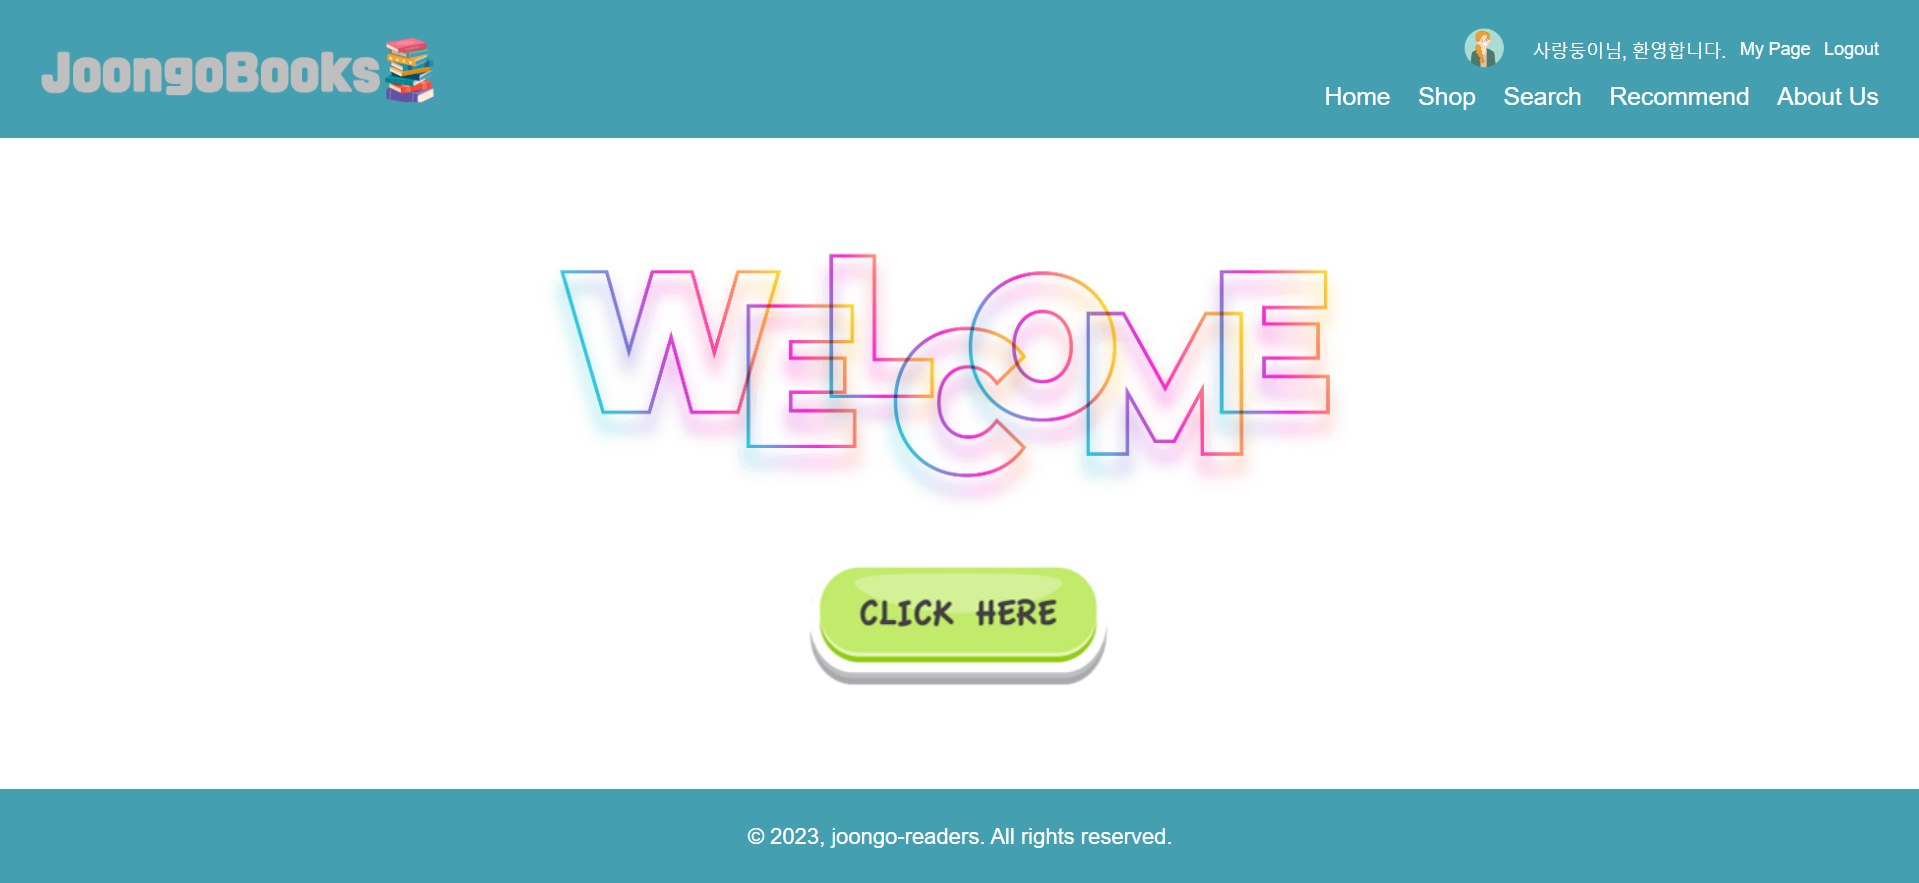 JoongoBooks
사랑둥이님, 환영합니다. My Page Logout
Home Shop Search Recommend About Us
WELCOME
CLICK HERE
© 2023, joongo-readers. All rights reserved.